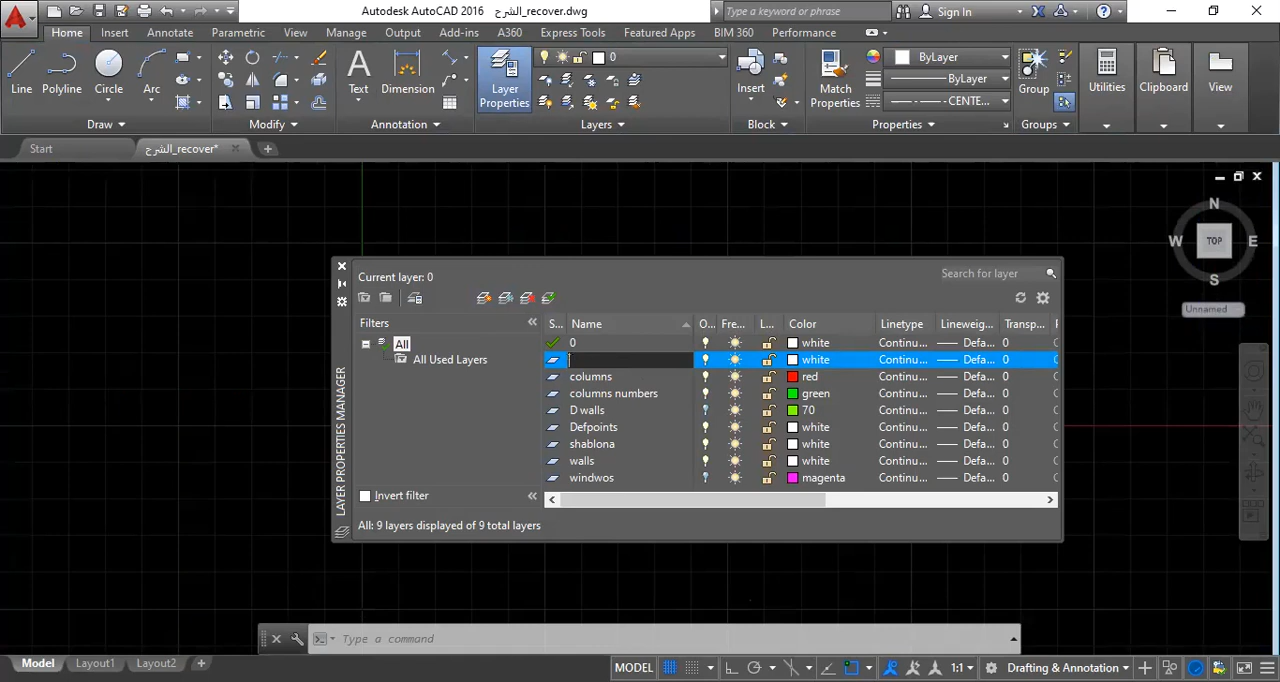 Autodesk AutoCAD 2016 الشرح_recover.dwg
Type a keyword or phrase
Sign In
Home Insert Annotate Parametric View Manage Output Add-ins A360 Express Tools Featured Apps BIM 360 Performance
Line Polyline Circle Arc
Draw
Modify
Text Dimension
Annotation
Layer Properties
0
Layers
Insert
Block
Match Properties
ByLayer
ByLayer
CENTE...
Properties
Group
Groups
Utilities
Clipboard
View
Start
الشرح_recover*
N
W TOP E
S
Unnamed
LAYER PROPERTIES MANAGER
Current layer: 0
Search for layer
Filters
All
All Used Layers
Invert filter
S... Name O... Fre... L... Color Linetype Lineweig... Transp...
0 white Continu... Defa... 0
white Continu... Defa... 0
columns red Continu... Defa... 0
columns numbers green Continu... Defa... 0
D walls 70 Continu... Defa... 0
Defpoints white Continu... Defa... 0
shablona white Continu... Defa... 0
walls white Continu... Defa... 0
windwos magenta Continu... Defa... 0
All: 9 layers displayed of 9 total layers
Type a command
Model Layout1 Layout2
MODEL
1:1
Drafting & Annotation